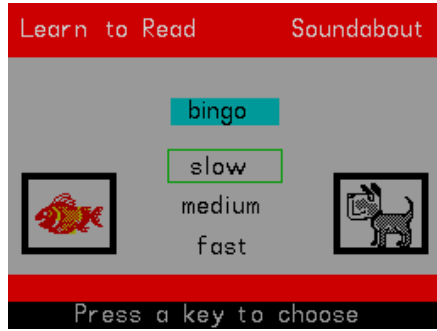 Learn to Read Soundabout
bingo
slow
medium
fast
Press a key to choose